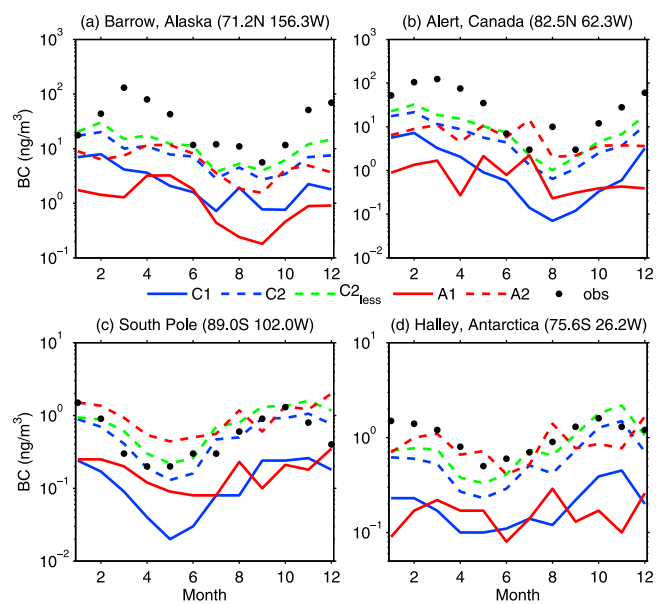 (a) Barrow, Alaska (71.2N 156.3W)
(b) Alert, Canada (82.5N 62.3W)
BC (ng/m³)
10³
10²
10¹
10⁰
10⁻¹
2 4 6 8 10 12
10³
10²
10¹
10⁰
10⁻¹
10⁻²
2 4 6 8 10 12
C1 C2 C2less A1 A2 obs
(c) South Pole (89.0S 102.0W)
(d) Halley, Antarctica (75.6S 26.2W)
BC (ng/m³)
10¹
10⁰
10⁻¹
10⁻²
2 4 6 8 10 12
Month
10¹
10⁰
10⁻¹
2 4 6 8 10 12
Month